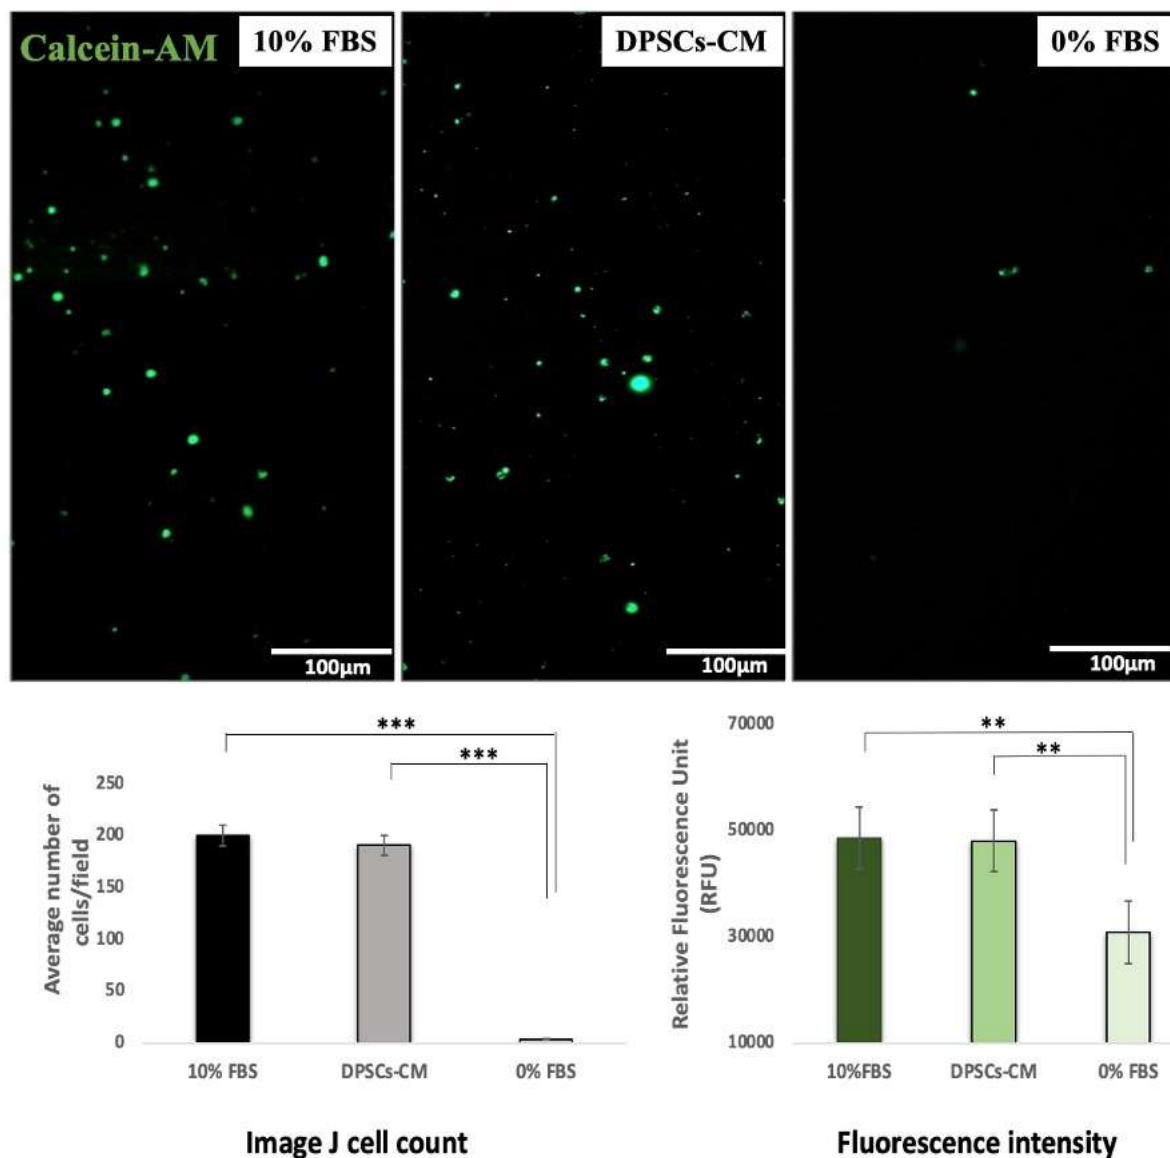 Calcein-AM
10% FBS
DPSCs-CM
0% FBS
100μm
100μm
100μm
***
***
Average number of
cells/field
250
200
150
100
50
0
10% FBS
DPSCs-CM
0% FBS
Image J cell count
**
**
Relative Fluorescence Unit
(RFU)
70000
50000
30000
10000
10%FBS
DPSCs-CM
0% FBS
Fluorescence intensity